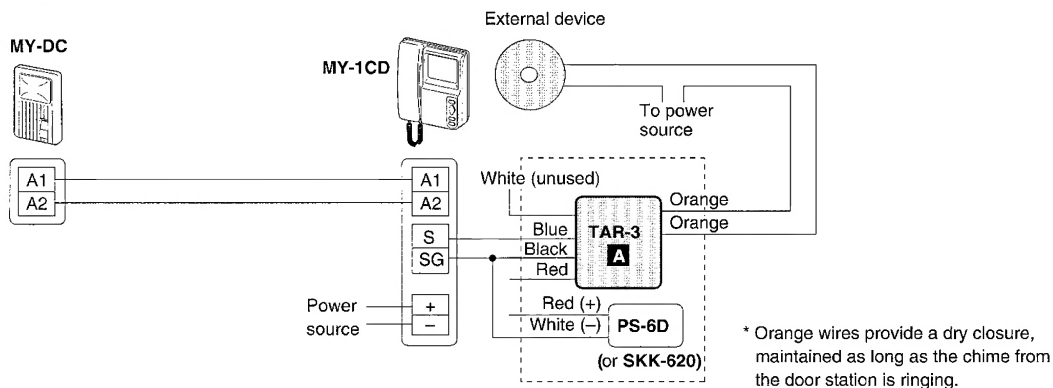 External device
MY-DC
MY-1CD
To power
source
A1
A2
A1
A2
S
SG
+
–
Power
source
White (unused)
Blue
Black
Red
TAR-3
A
Orange
Orange
Red (+)
White (–)
PS-6D
(or SKK-620)
* Orange wires provide a dry closure,
maintained as long as the chime from
the door station is ringing.